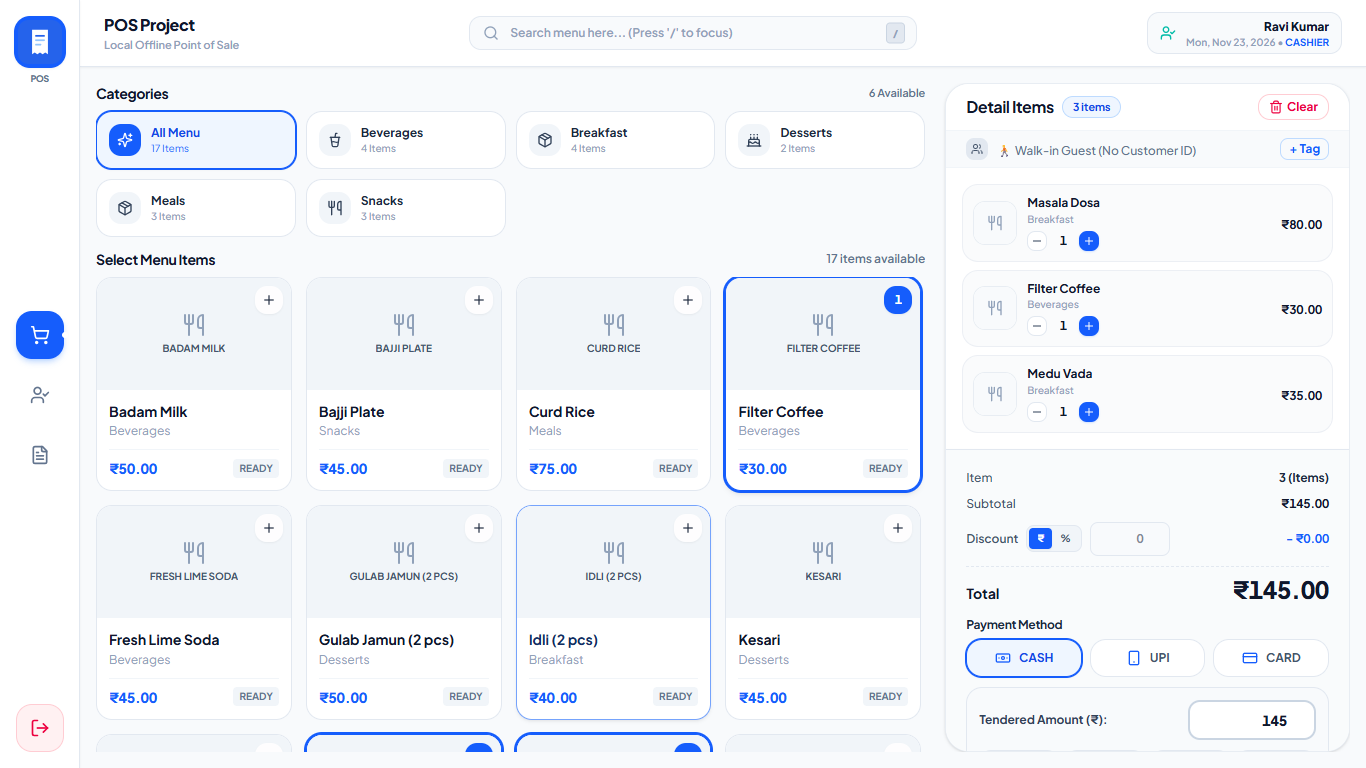 POS
POS Project
Local Offline Point of Sale
Search menu here... (Press '/' to focus)
/
Ravi Kumar
Mon, Nov 23, 2026 • CASHIER
Categories
6 Available
All Menu
17 Items
Beverages
4 Items
Breakfast
4 Items
Desserts
2 Items
Meals
3 Items
Snacks
3 Items
Select Menu Items
17 items available
BADAM MILK
Badam Milk
Beverages
₹50.00
READY
BAJJI PLATE
Bajji Plate
Snacks
₹45.00
READY
CURD RICE
Curd Rice
Meals
₹75.00
READY
1
FILTER COFFEE
Filter Coffee
Beverages
₹30.00
READY
FRESH LIME SODA
Fresh Lime Soda
Beverages
₹45.00
READY
GULAB JAMUN (2 PCS)
Gulab Jamun (2 pcs)
Desserts
₹50.00
READY
IDLI (2 PCS)
Idli (2 pcs)
Breakfast
₹40.00
READY
KESARI
Kesari
Desserts
₹45.00
READY
Detail Items
3 items
Clear
Walk-in Guest (No Customer ID)
+ Tag
Masala Dosa
Breakfast
1
₹80.00
Filter Coffee
Beverages
1
₹30.00
Medu Vada
Breakfast
1
₹35.00
Item
3 (Items)
Subtotal
₹145.00
Discount
₹
%
0
- ₹0.00
Total
₹145.00
Payment Method
CASH
UPI
CARD
Tendered Amount (₹):
145